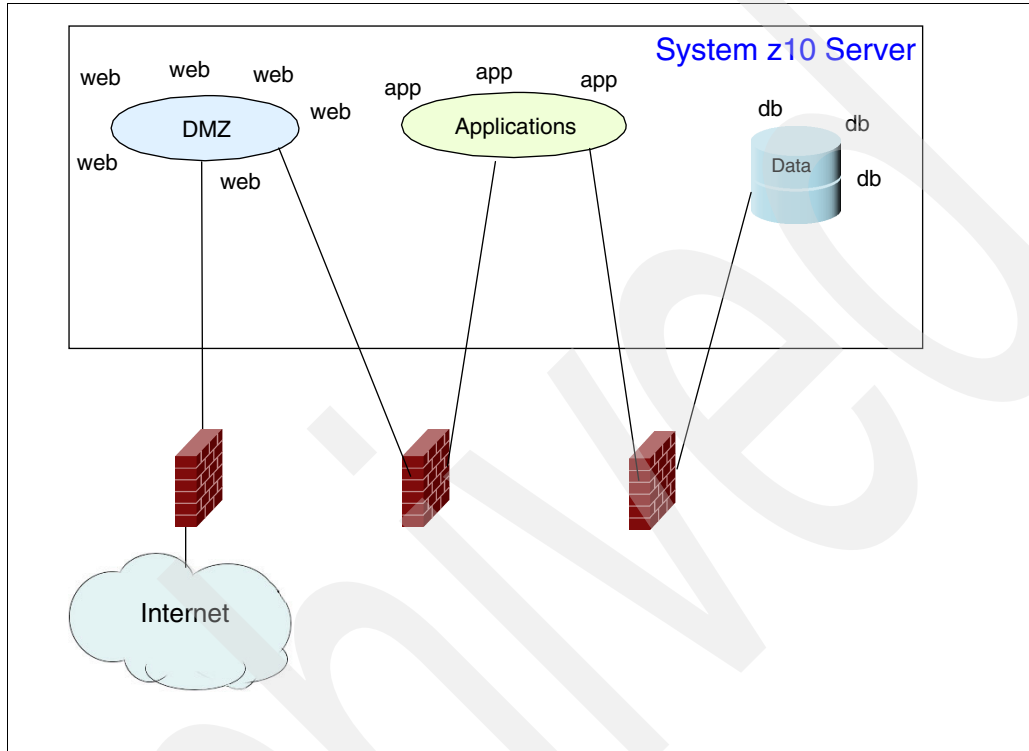 System z10 Server
web
web
web
web
web
web
DMZ
app
app
app
Applications
db
db
db
Data
Internet